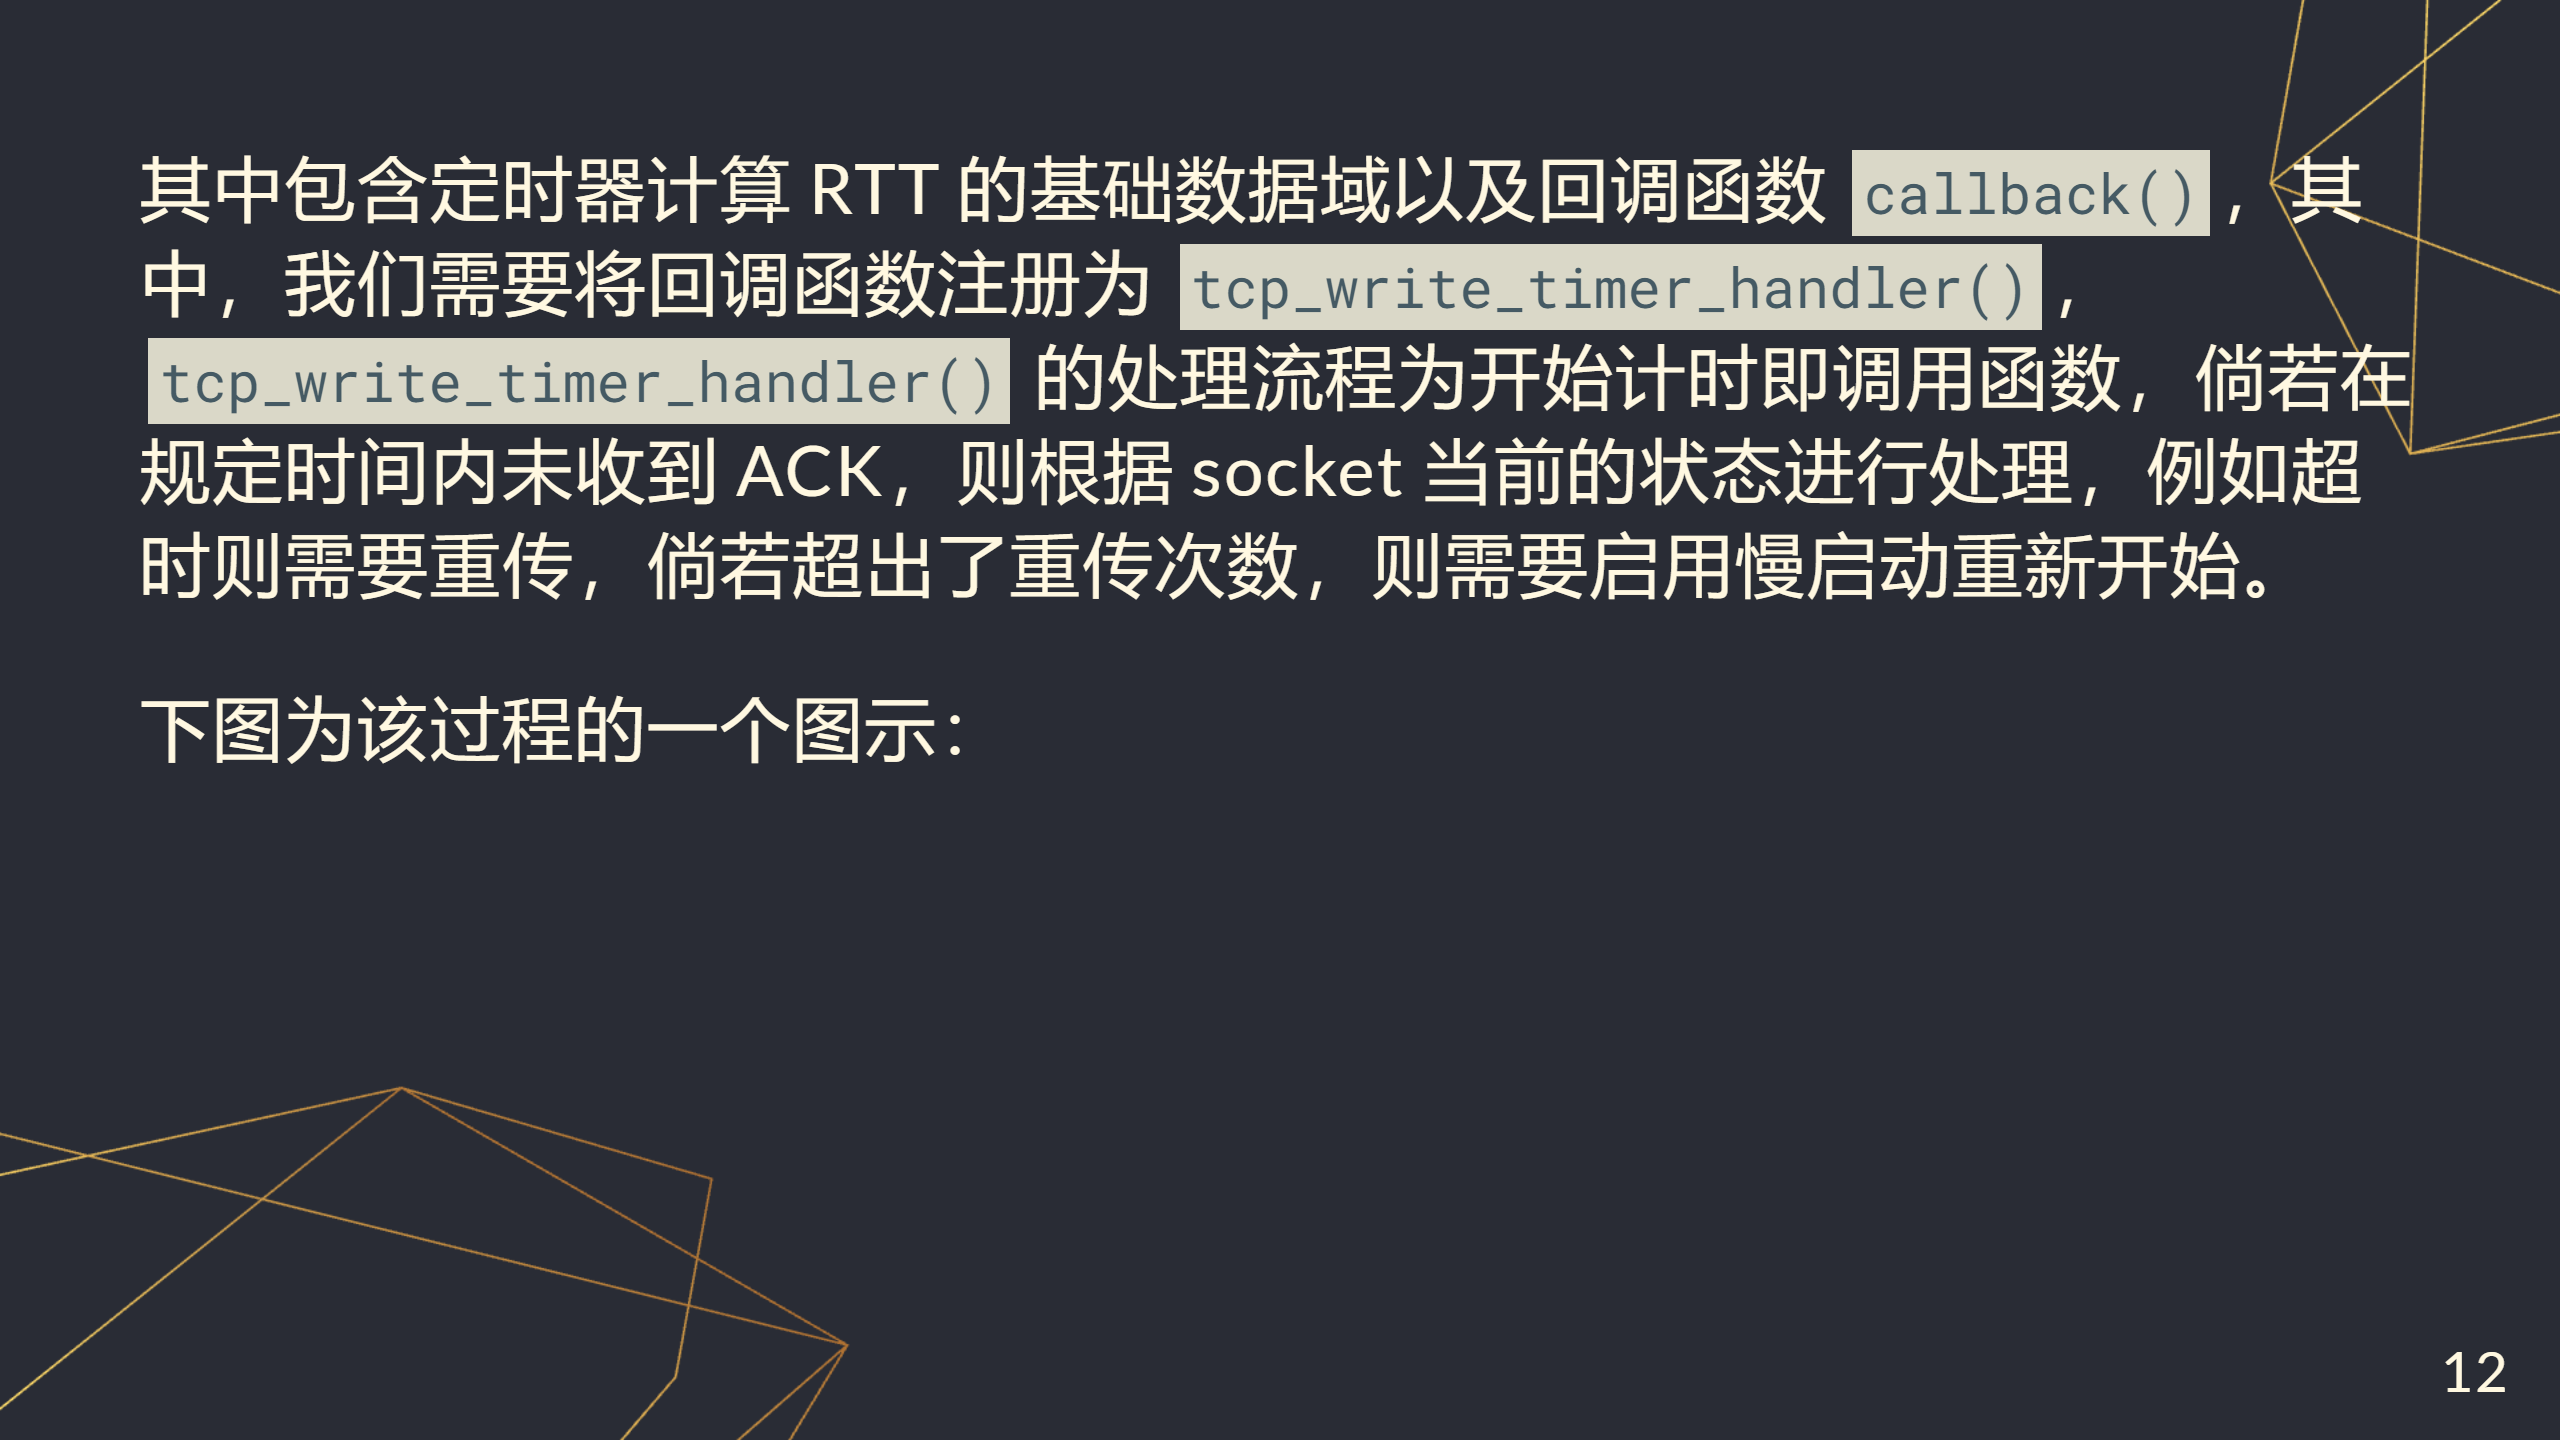 其中包含定时器计算 RTT 的基础数据域以及回调函数 callback() ，其
中，我们需要将回调函数注册为 tcp_write_timer_handler() ，
tcp_write_timer_handler() 的处理流程为开始计时即调用函数，倘若在
规定时间内未收到 ACK，则根据 socket 当前的状态进行处理，例如超
时则需要重传，倘若超出了重传次数，则需要启用慢启动重新开始。
下图为该过程的一个图示：
12